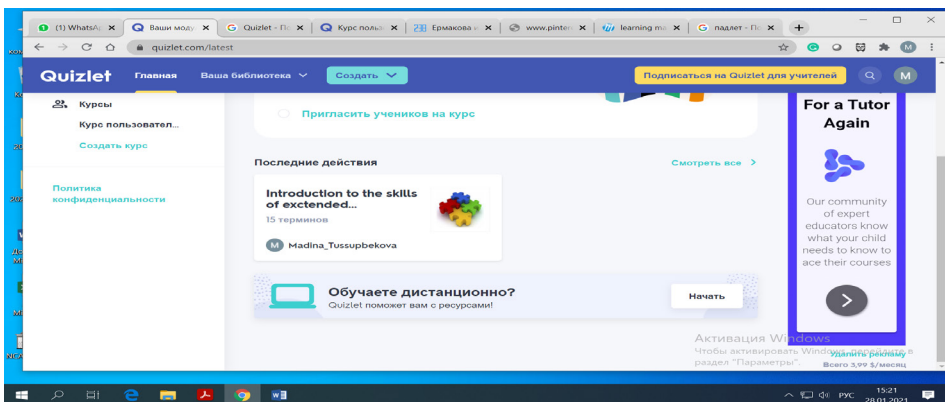 (1) WhatsA
Ваши моду
Quizlet - По
Курс польз
Ермакова
www.pinter
learning ma
падлет - По
quizlet.com/latest
Quizlet
Главная
Ваша библиотека
Создать
Подписаться на Quizlet для учителей
M
Курсы
Курс пользовател...
Создать курс
Политика
конфиденциальности
Пригласить учеников на курс
Последние действия
Смотреть все
Introduction to the skills
of exctended...
15 терминов
M Madina_Tussupbekova
Обучаете дистанционно?
Quizlet поможет вам с ресурсами!
Начать
For a Tutor
Again
Our community
of expert
educators know
what your child
needs to know to
ace their courses
Активация Windows
Чтобы активировать Windows, перейдите в
раздел "Параметры".
Удалить рекламу
Всего 3,99 $/месяц
РУС
15:21
28.01.2021